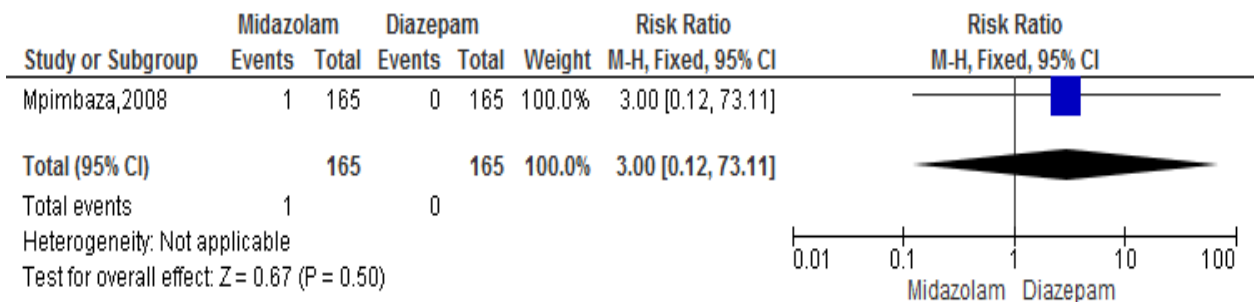 Midazolam Diazepam Risk Ratio Risk Ratio
Study or Subgroup Events Total Events Total Weight M-H, Fixed, 95% CI M-H, Fixed, 95% CI
Mpimbaza,2008 1 165 0 165 100.0% 3.00 [0.12, 73.11]
Total (95% CI) 165 165 100.0% 3.00 [0.12, 73.11]
Total events 1 0
Heterogeneity: Not applicable
Test for overall effect: Z = 0.67 (P = 0.50)
0.01 0.1 1 10 100
Midazolam Diazepam